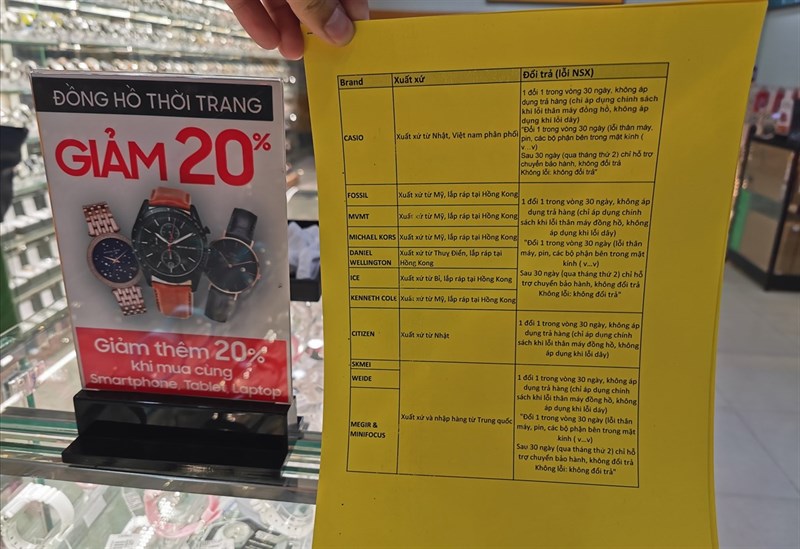 ĐỒNG HỒ THỜI TRANG
GIẢM 20%
Giảm thêm 20%
khi mua cùng
Smartphone, Tablet, Laptop
Brand
Xuất xứ
Đổi trả (lỗi NSX)
CASIO
Xuất xứ từ Nhật, Việt nam phân phối
1 đổi 1 trong vòng 30 ngày, không áp
dụng trả hàng (chỉ áp dụng chính sách
khi lỗi thân máy đồng hồ, không
áp dụng khi lỗi dây)
"Đổi 1 trong vòng 30 ngày (lỗi thân máy,
pin, các bộ phận bên trong mặt kính (
v...v)
Sau 30 ngày (qua tháng thứ 2) chỉ hỗ trợ
chuyển bảo hành, không đổi trả
Không lỗi: không đổi trả"
FOSSIL
Xuất xứ từ Mỹ, lắp ráp tại Hong Kong
MVMT
Xuất xứ từ Mỹ, lắp ráp tại Hong Kong
MICHAEL KORS
Xuất xứ từ Mỹ, lắp ráp tại Hong Kong
DANIEL
WELLINGTON
Xuất xứ từ Thuỵ Điển, lắp ráp tại
Hong Kong
ICE
Xuất xứ từ Bỉ, lắp ráp tại Hong Kong
KENNETH COLE
Xuất xứ từ Mỹ, lắp ráp tại Hong Kong
1 đổi 1 trong vòng 30 ngày, không áp
dụng trả hàng (chỉ áp dụng chính
sách khi lỗi thân máy đồng hồ, không
áp dụng khi lỗi dây)
"Đổi 1 trong vòng 30 ngày (lỗi thân
máy, pin, các bộ phận bên trong mặt
kính ( v...v)
Sau 30 ngày (qua tháng thứ 2) chỉ hỗ
trợ chuyển bảo hành, không đổi trả
Không lỗi: không đổi trả"
CITIZEN
Xuất xứ từ Nhật
1 đổi 1 trong vòng 30 ngày, không áp
dụng trả hàng (chỉ áp dụng chính
sách khi lỗi thân máy đồng hồ, không
áp dụng khi lỗi dây)
SKMEI
WEIDE
MEGIR &
MINIFOCUS
Xuất xứ và nhập hàng từ Trung quốc
1 đổi 1 trong vòng 30 ngày, không áp
dụng trả hàng (chỉ áp dụng chính
sách khi lỗi thân máy đồng hồ, không
áp dụng khi lỗi dây)
"Đổi 1 trong vòng 30 ngày (lỗi thân
máy, pin, các bộ phận bên trong mặt
kính ( v...v)
Sau 30 ngày (qua tháng thứ 2) chỉ hỗ
trợ chuyển bảo hành, không đổi trả
Không lỗi: không đổi trả"